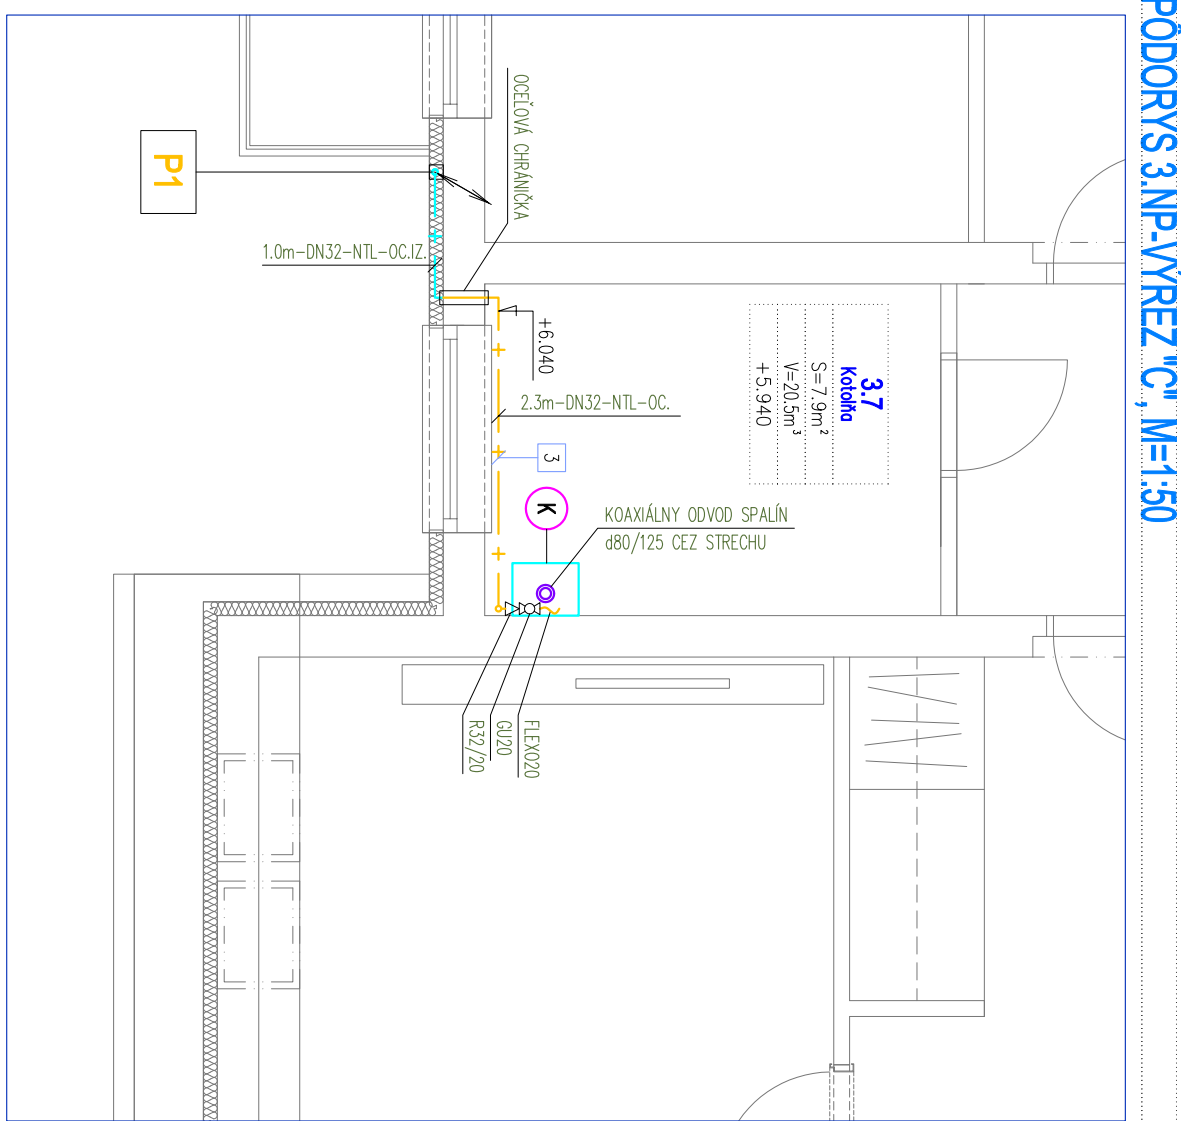 PÔDORYS 3.NP-VÝREZ "C", M=1:50
OCEĽOVÁ CHRÁNIČKA
P1
1.0m-DN32-NTL-OC.IZ.
+6.040
2.3m-DN32-NTL-OC.
3
K
3.7
Kotolňa
S=7.9m²
V=20.5m³
+5.940
KOAXIÁLNY ODVOD SPALÍN
d80/125 CEZ STRECHU
FLEXO20
GU20
R32/20